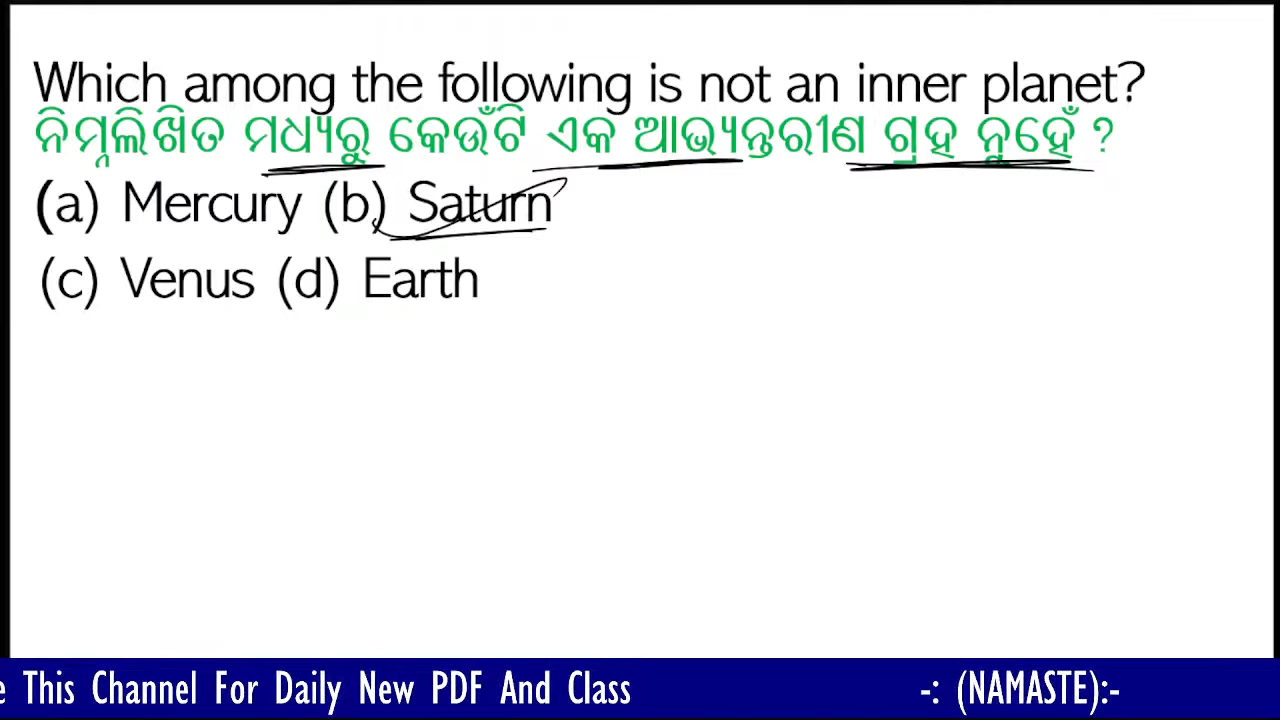 Which among the following is not an inner planet?
ନିମ୍ନଲିଖିତ ମଧ୍ୟରୁ କେଉଁଟି ଏକ ଆଭ୍ୟନ୍ତରୀଣ ଗ୍ରହ ନୁହେଁ ?
(a) Mercury (b) Saturn
(c) Venus (d) Earth
e This Channel For Daily New PDF And Class -: (NAMASTE):-